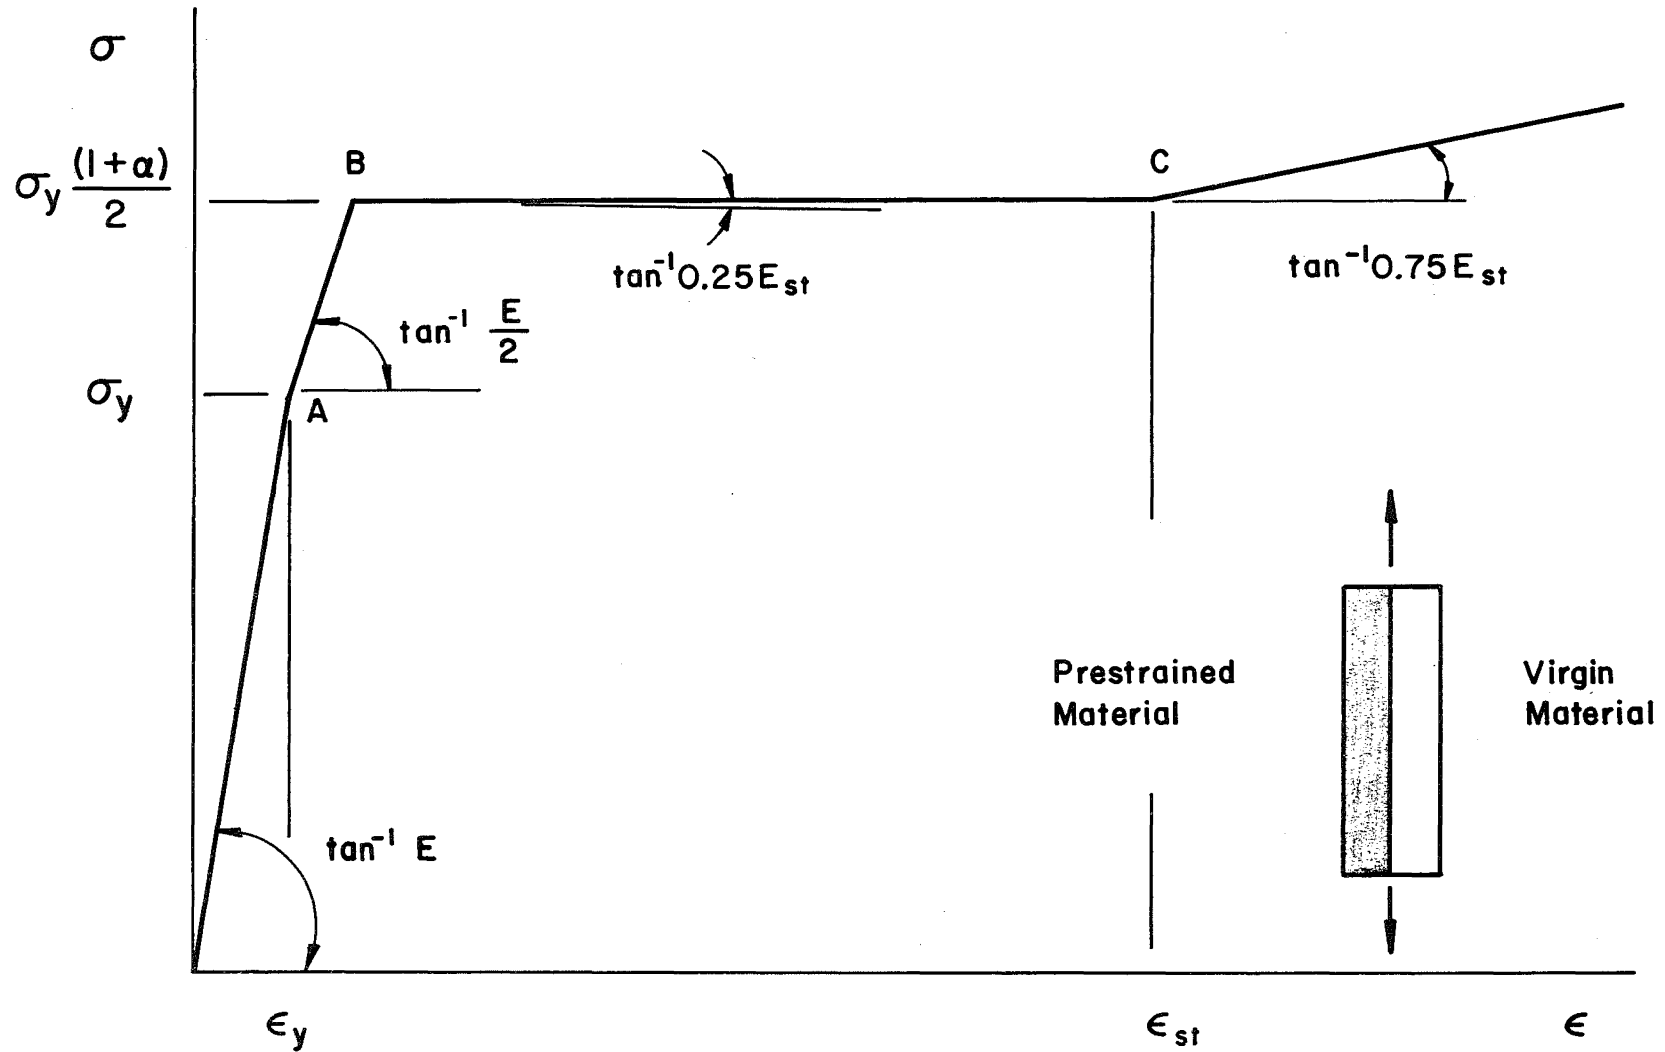 σ
σy (1+α)/2
B
C
tan⁻¹0.25Est
tan⁻¹0.75Est
tan⁻¹ E/2
σy
A
Prestrained
Material
Virgin
Material
tan⁻¹ E
ϵy
ϵst
ϵ